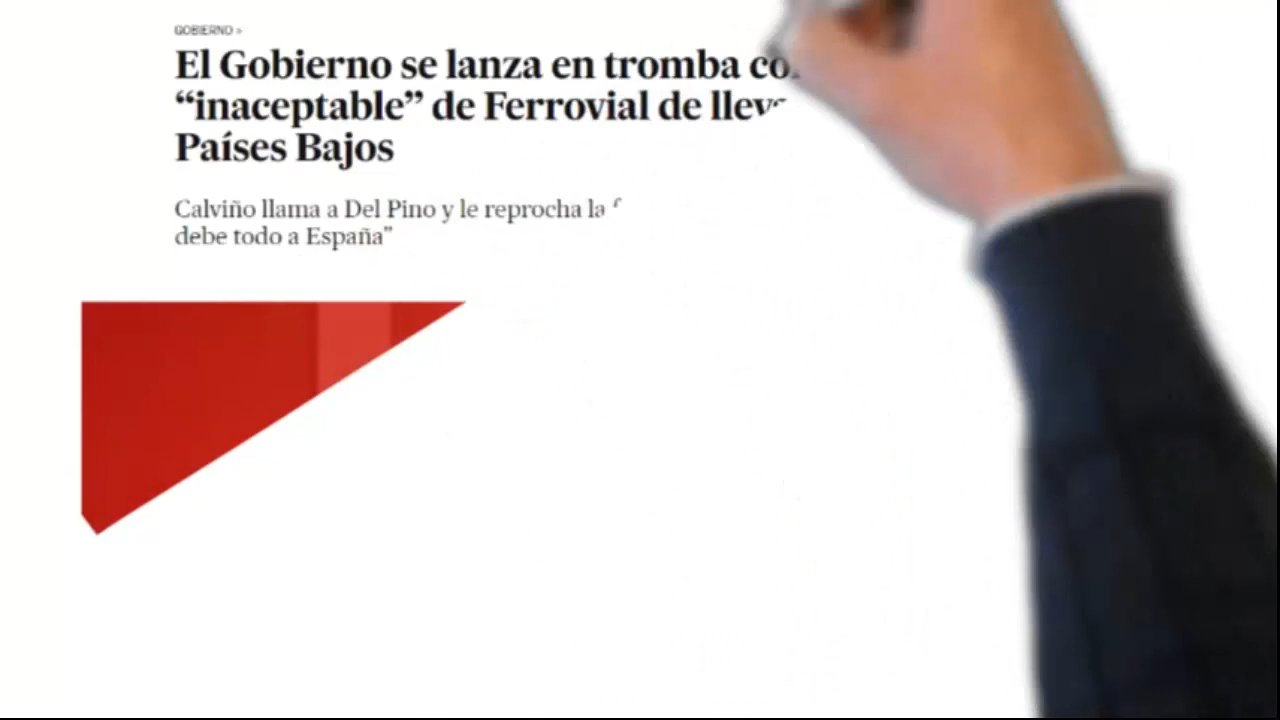 GOBIERNO >
El Gobierno se lanza en tromba
“inaceptable” de Ferrovial de
Países Bajos
Calviño llama a Del Pino y le reprocha la
debe todo a España”